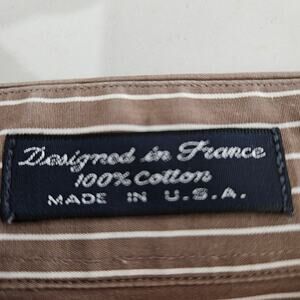 Designed in France
100% Cotton
MADE IN U.S.A.